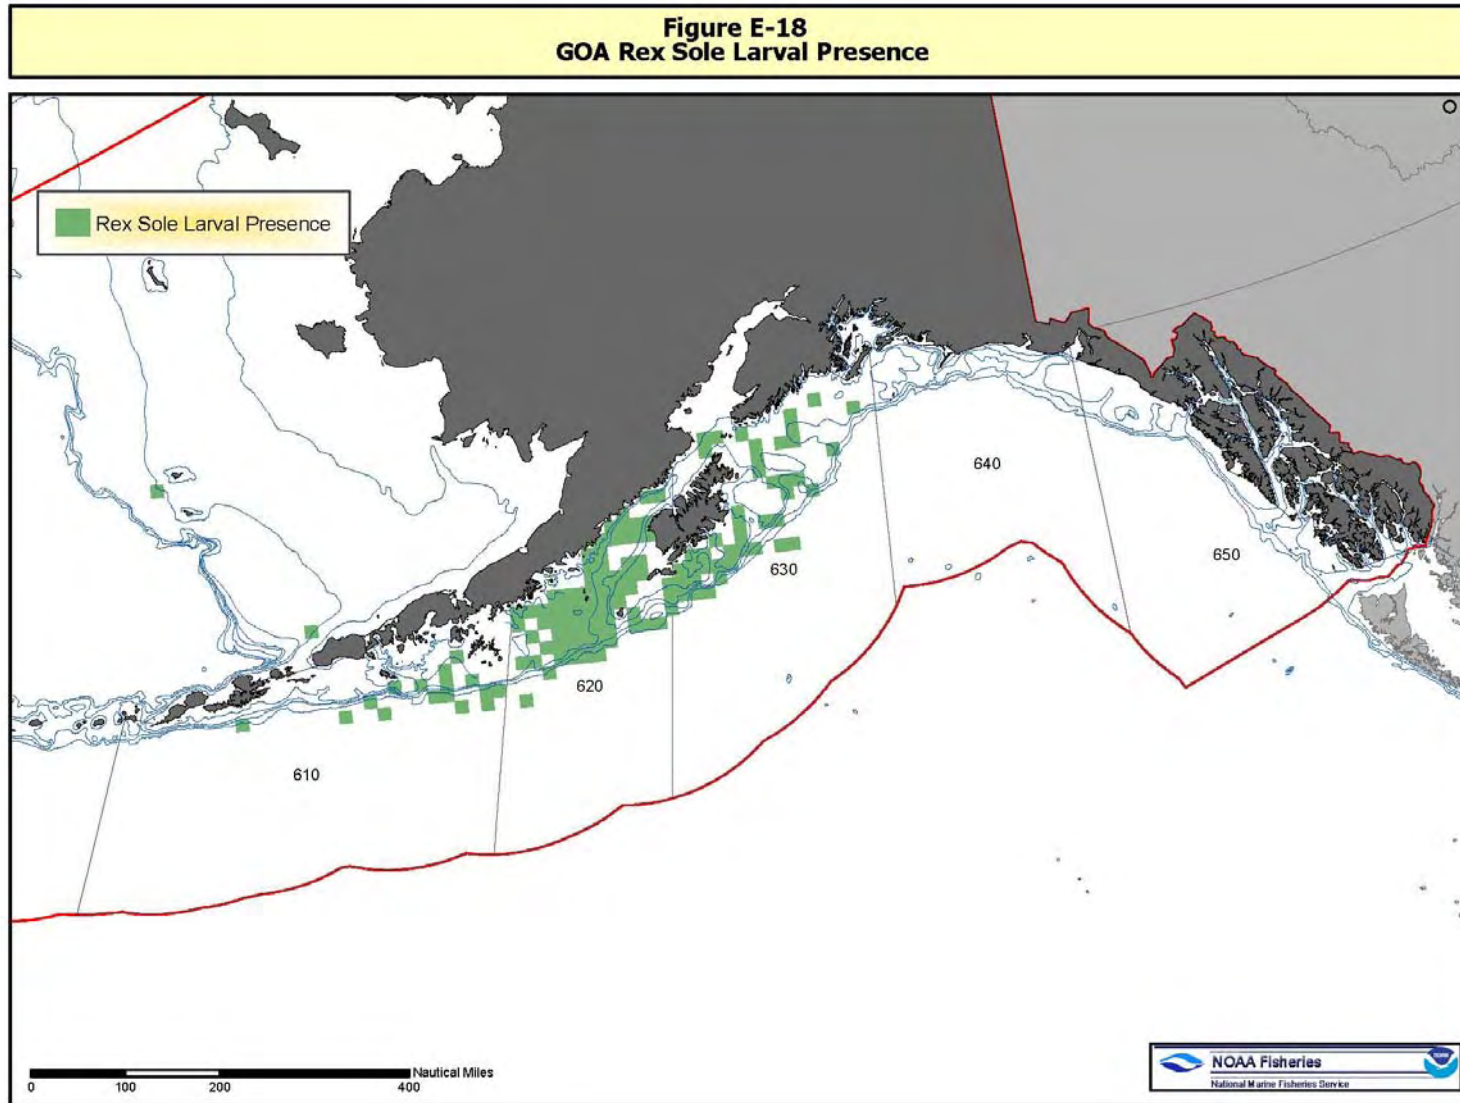 Figure E-18
GOA Rex Sole Larval Presence
Rex Sole Larval Presence
640
650
630
620
610
Nautical Miles
0 100 200 400
NOAA Fisheries
National Marine Fisheries Service